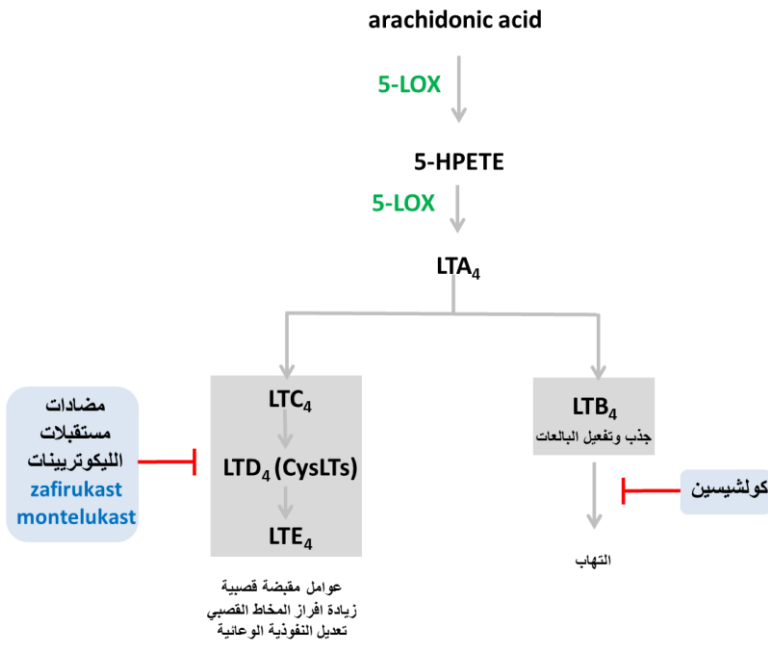 arachidonic acid
5-LOX
5-HPETE
5-LOX
LTA₄
LTC₄
LTD₄ (CysLTs)
LTE₄
عوامل مقبضة قصبية
زيادة افراز المخاط القصبي
تعديل النفوذية الوعائية
مضادات
مستقبلات
الليكوتريينات
zafirukast
montelukast
LTB₄
جذب وتفعيل البالعات
كولشيسين
التهاب